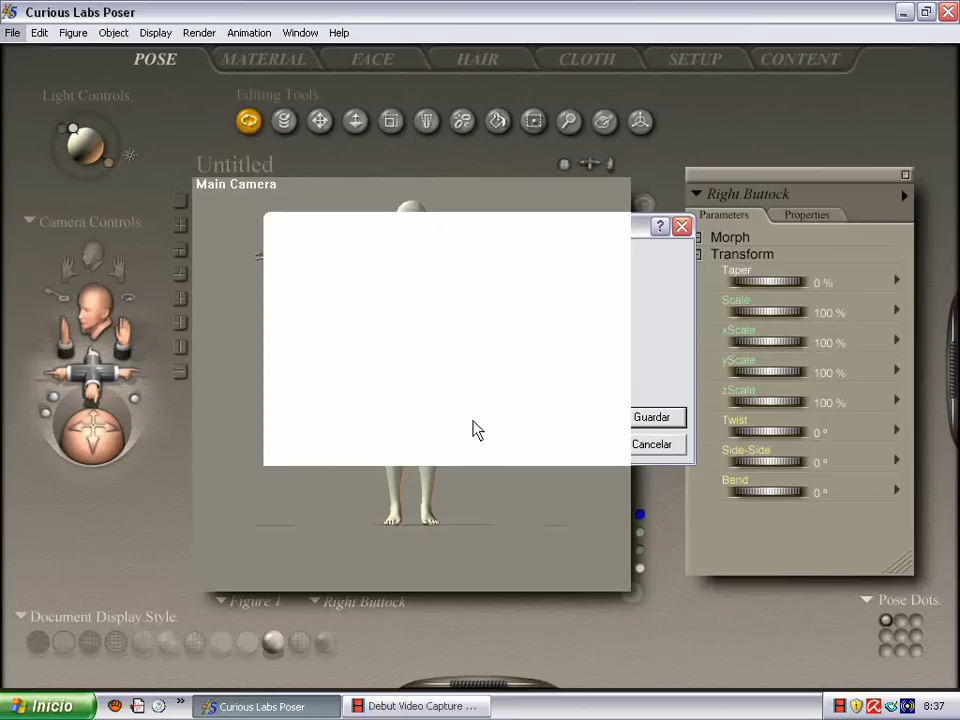 Curious Labs Poser
File Edit Figure Object Display Render Animation Window Help
POSE MATERIAL FACE HAIR CLOTH SETUP CONTENT
Light Controls.
Editing Tools.
Untitled
Main Camera
Camera Controls.
Right Buttock
Parameters Properties
Morph
Transform
Taper
0 %
Scale
100 %
xScale
100 %
yScale
100 %
zScale
100 %
Twist
0 º
Side-Side
0 º
Bend
0 º
Guardar
Cancelar
Figure 1 Right Buttock
Document Display Style.
Pose Dots.
Inicio
Curious Labs Poser
Debut Video Capture ...
8:37